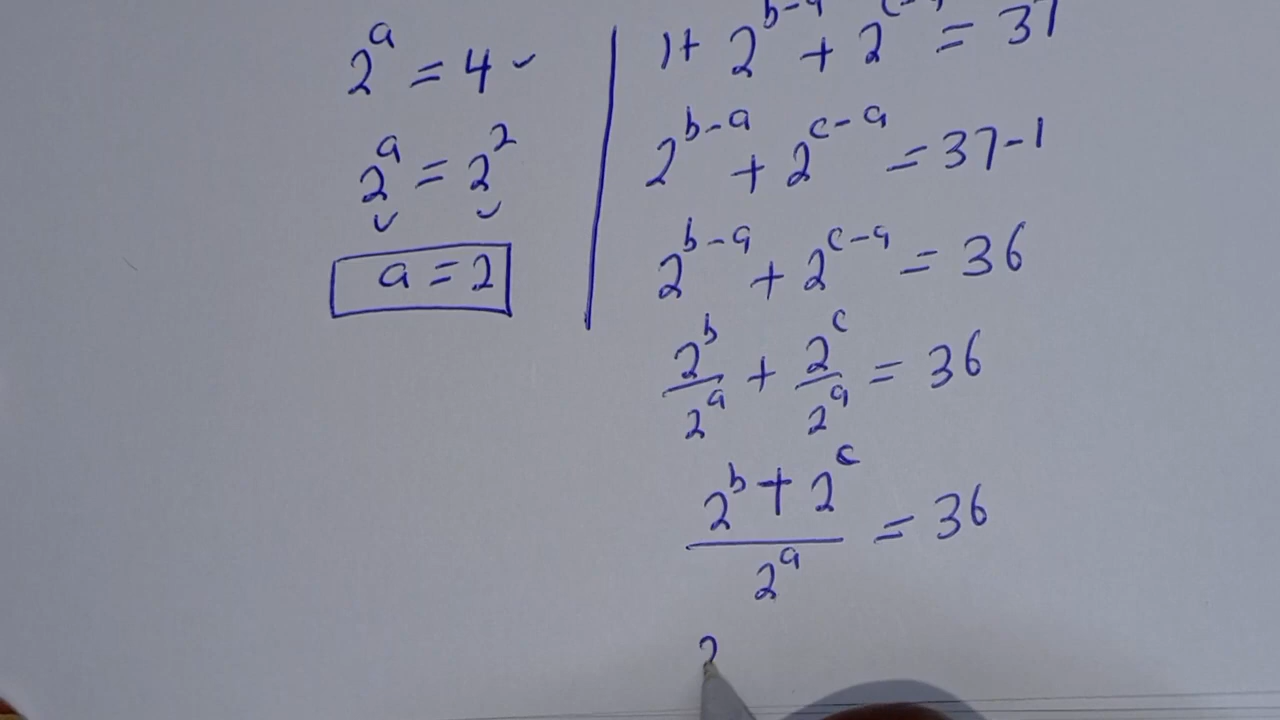 2^a = 4 ✓
2^a = 2^2
a = 2
1 + 2^{b-a} + 2^{c-a} = 37
2^{b-a} + 2^{c-a} = 37-1
2^{b-a} + 2^{c-a} = 36
2^b/2^a + 2^c/2^a = 36
(2^b + 2^c)/2^a = 36
2